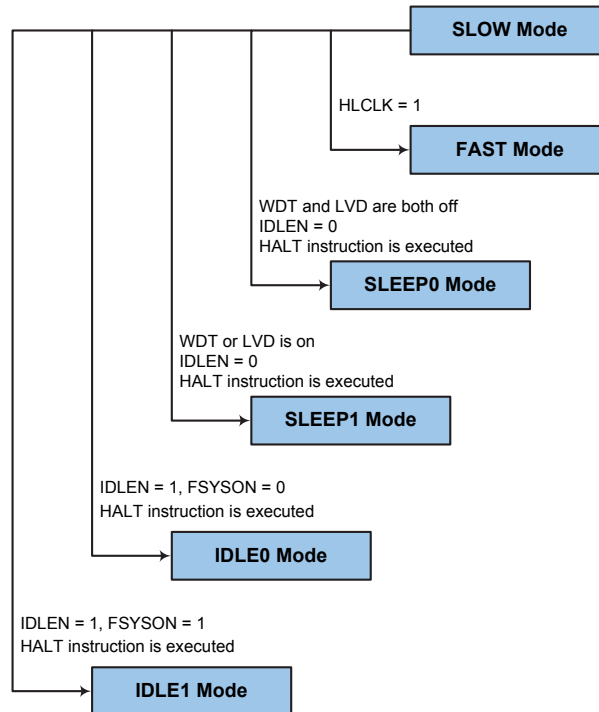 SLOW Mode
HLCLK = 1
FAST Mode
WDT and LVD are both off
IDLEN = 0
HALT instruction is executed
SLEEP0 Mode
WDT or LVD is on
IDLEN = 0
HALT instruction is executed
SLEEP1 Mode
IDLEN = 1, FSYSON = 0
HALT instruction is executed
IDLE0 Mode
IDLEN = 1, FSYSON = 1
HALT instruction is executed
IDLE1 Mode